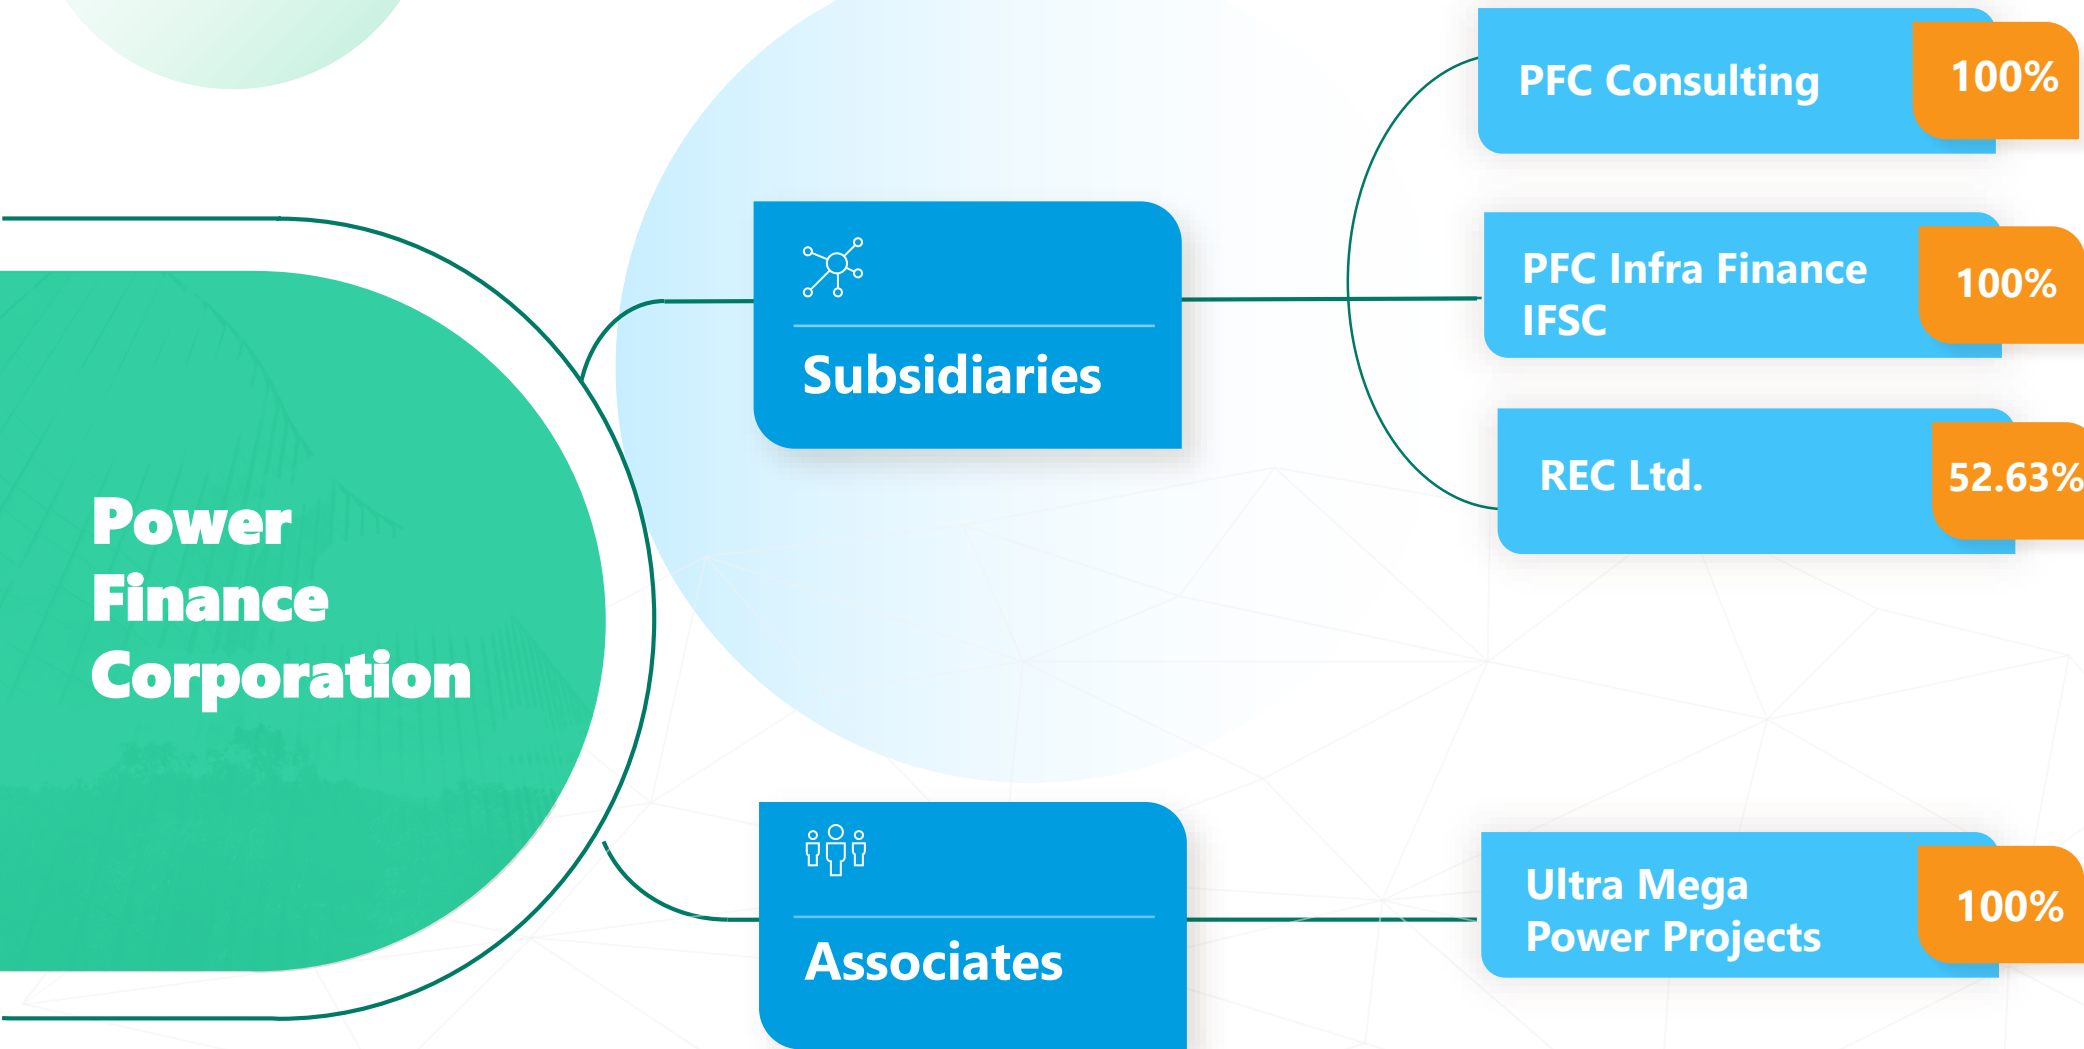 Power
Finance
Corporation
Subsidiaries
PFC Consulting
100%
PFC Infra Finance
IFSC
100%
REC Ltd.
52.63%
Associates
Ultra Mega
Power Projects
100%